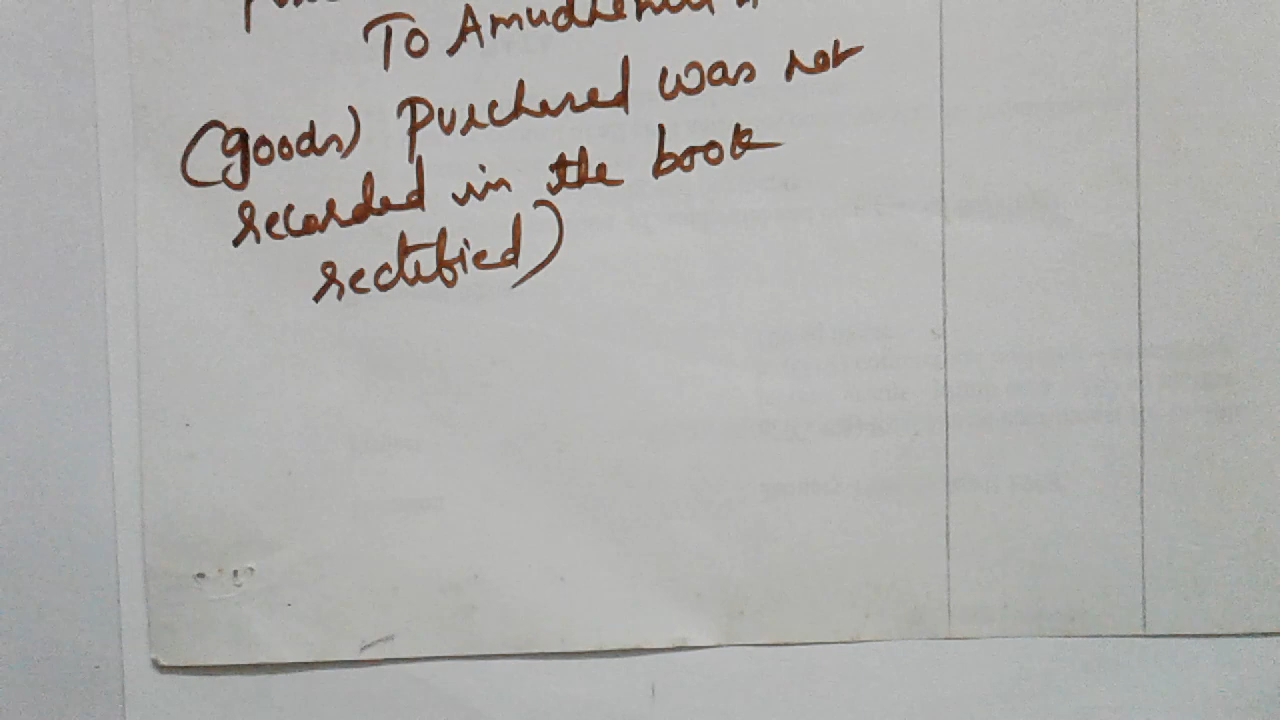 To
(goods) Purchased was not
recorded in the book
rectified)